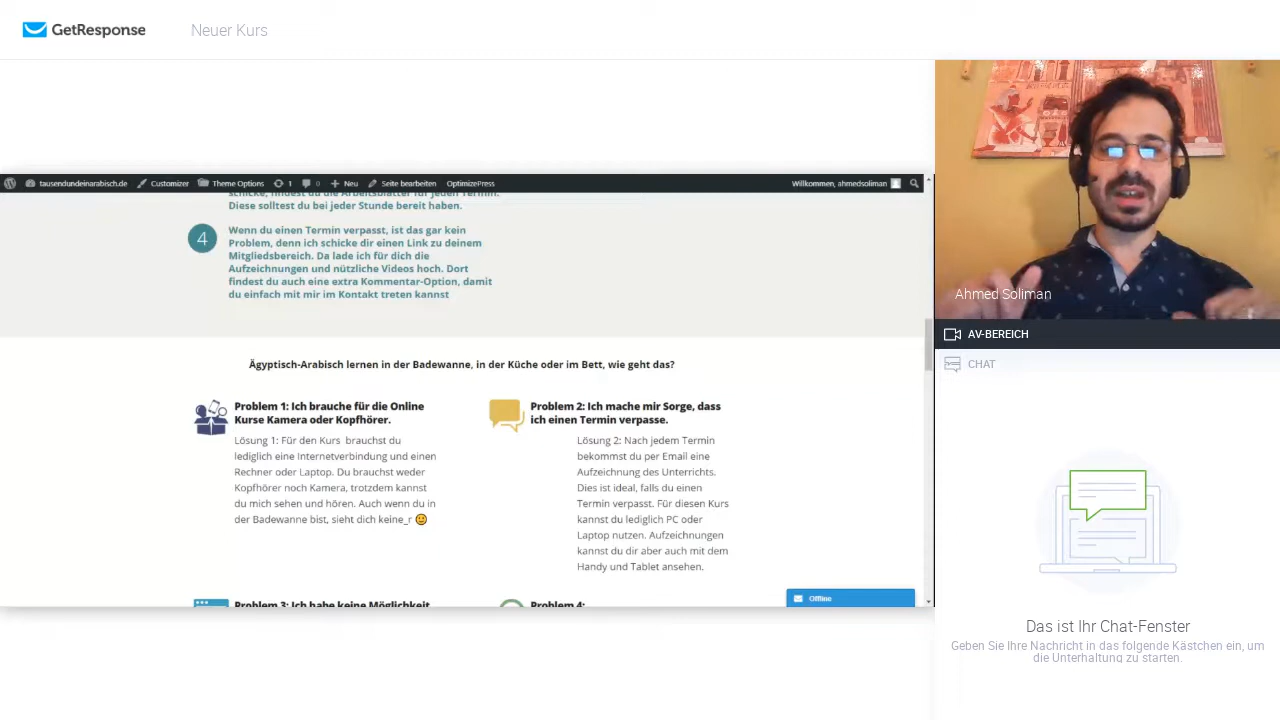 GetResponse
Neuer Kurs
tausendundeinarabisch.de Customizer Theme Options 1 0 Neu Seite bearbeiten OptimizePress Willkommen, ahmedsoliman
schicke, findest du die Arbeitsblätter für jeden Termin.
Diese solltest du bei jeder Stunde bereit haben.
4
Wenn du einen Termin verpasst, ist das gar kein
Problem, denn ich schicke dir einen Link zu deinem
Mitgliedsbereich. Da lade ich für dich die
Aufzeichnungen und nützliche Videos hoch. Dort
findest du auch eine extra Kommentar-Option, damit
du einfach mit mir im Kontakt treten kannst
Ägyptisch-Arabisch lernen in der Badewanne, in der Küche oder im Bett, wie geht das?
Problem 1: Ich brauche für die Online
Kurse Kamera oder Kopfhörer.
Lösung 1: Für den Kurs brauchst du
lediglich eine Internetverbindung und einen
Rechner oder Laptop. Du brauchst weder
Kopfhörer noch Kamera, trotzdem kannst
du mich sehen und hören. Auch wenn du in
der Badewanne bist, sieht dich keine_r
Problem 2: Ich mache mir Sorge, dass
ich einen Termin verpasse.
Lösung 2: Nach jedem Termin
bekommst du per Email eine
Aufzeichnung des Unterrichts.
Dies ist ideal, falls du einen
Termin verpasst. Für diesen Kurs
kannst du lediglich PC oder
Laptop nutzen. Aufzeichnungen
kannst du dir aber auch mit dem
Handy und Tablet ansehen.
Problem 3: Ich habe keine Möglichkeit
Problem 4:
Offline
Ahmed Soliman
AV-BEREICH
CHAT
Das ist Ihr Chat-Fenster
Geben Sie Ihre Nachricht in das folgende Kästchen ein, um
die Unterhaltung zu starten.